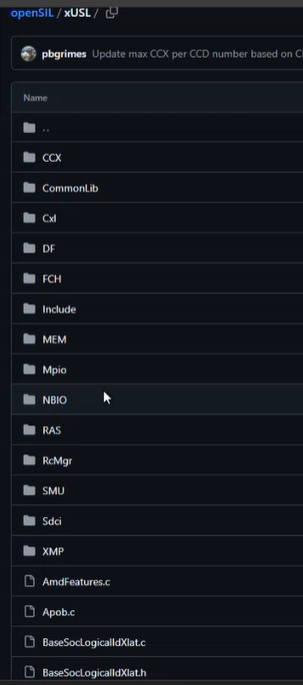 openSIL / xUSL /
pbgrimes Update max CCX per CCD number based on
Name
..
CCX
CommonLib
Cxl
DF
FCH
Include
MEM
Mpio
NBIO
RAS
RcMgr
SMU
Sdci
XMP
AmdFeatures.c
Apob.c
BaseSocLogicalIdXlat.c
BaseSocLogicalIdXlat.h